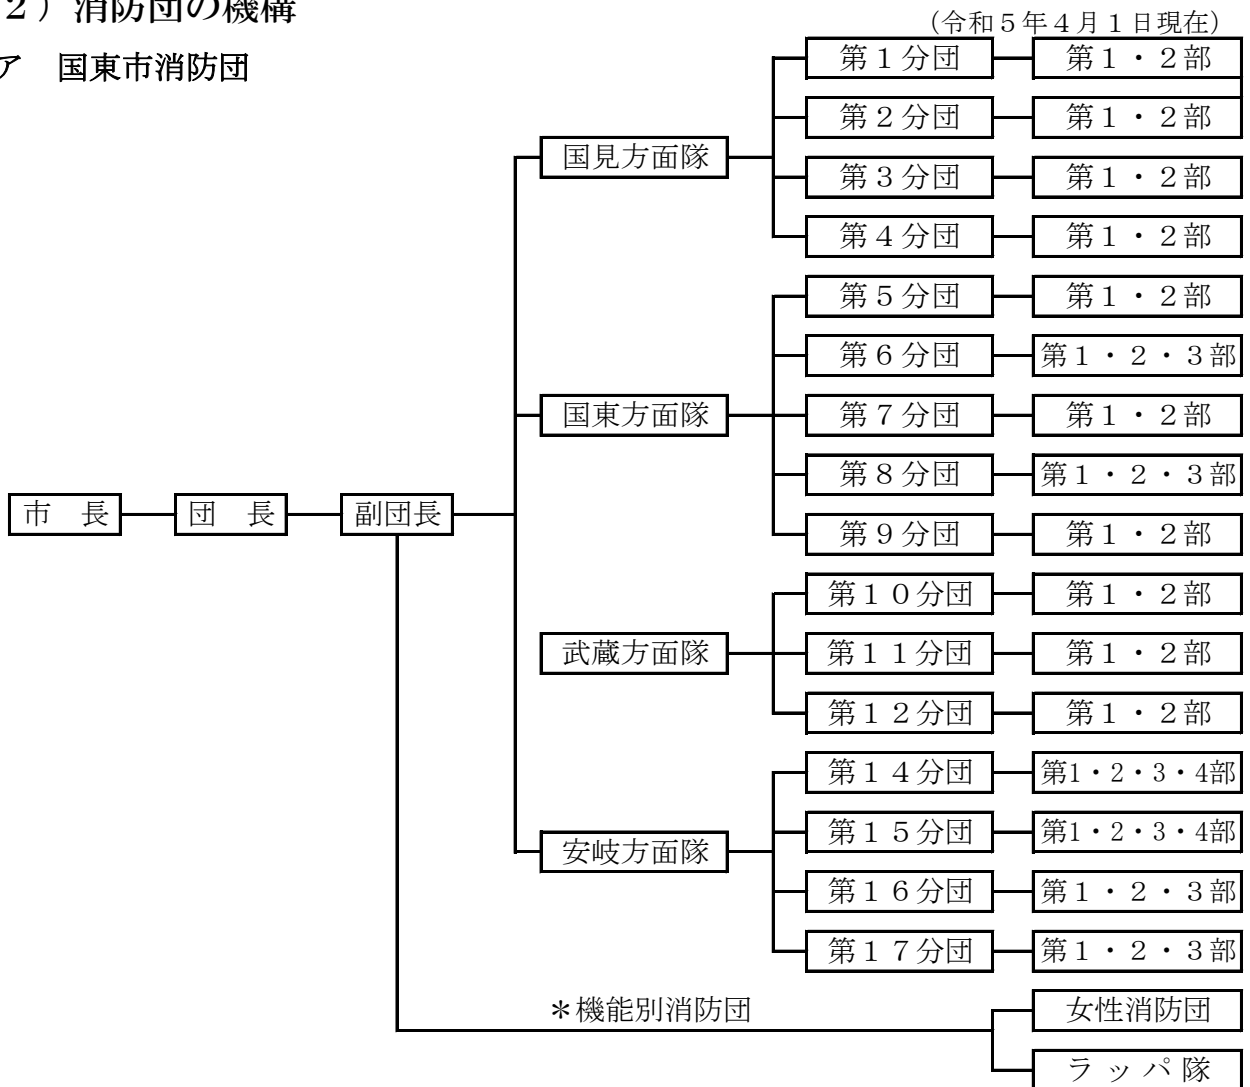 ２）消防団の機構
（令和５年４月１日現在）
ア　国東市消防団
第１分団　第１・２部
第２分団　第１・２部
国見方面隊
第３分団　第１・２部
第４分団　第１・２部
第５分団　第１・２部
第６分団　第１・２・３部
国東方面隊　第７分団　第１・２部
第８分団　第１・２・３部
市　長　団　長　副団長
第９分団　第１・２部
第１０分団　第１・２部
武蔵方面隊　第１１分団　第１・２部
第１２分団　第１・２部
第１４分団　第1・2・3・4部
第１５分団　第1・2・3・4部
安岐方面隊
第１６分団　第１・２・３部
第１７分団　第１・２・３部
＊機能別消防団　女性消防団
ラッパ隊